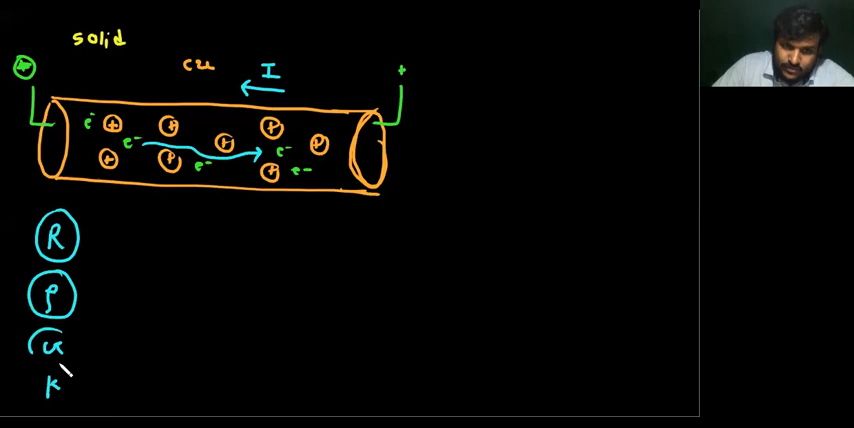 solid
Cu
I
+
e⁻ + + + +
e⁻ + e⁻ +
+ + e⁻ + e⁻
R
ρ
G
K